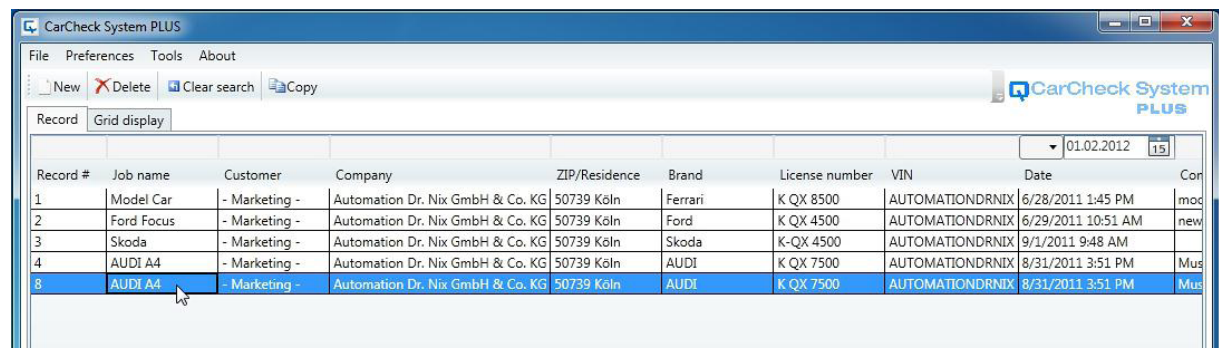 CarCheck System PLUS
File Preferences Tools About
New Delete Clear search Copy
CarCheck System
PLUS
Record Grid display
01.02.2012 15
Record # Job name Customer Company ZIP/Residence Brand License number VIN Date Con
1 Model Car - Marketing - Automation Dr. Nix GmbH & Co. KG 50739 Köln Ferrari K QX 8500 AUTOMATIONDRNIX 6/28/2011 1:45 PM mod
2 Ford Focus - Marketing - Automation Dr. Nix GmbH & Co. KG 50739 Köln Ford K QX 4500 AUTOMATIONDRNIX 6/29/2011 10:51 AM new
3 Skoda - Marketing - Automation Dr. Nix GmbH & Co. KG 50739 Köln Skoda K-QX 4500 AUTOMATIONDRNIX 9/1/2011 9:48 AM
4 AUDI A4 - Marketing - Automation Dr. Nix GmbH & Co. KG 50739 Köln AUDI K QX 7500 AUTOMATIONDRNIX 8/31/2011 3:51 PM Mus
8 AUDI A4 - Marketing - Automation Dr. Nix GmbH & Co. KG 50739 Köln AUDI K QX 7500 AUTOMATIONDRNIX 8/31/2011 3:51 PM Mus